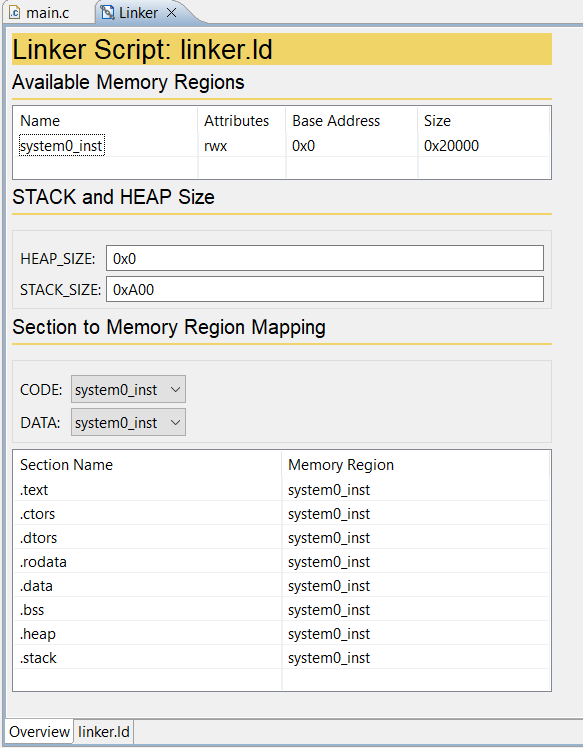 main.c Linker
Linker Script: linker.ld
Available Memory Regions
Name Attributes Base Address Size
system0_inst rwx 0x0 0x20000
STACK and HEAP Size
HEAP_SIZE: 0x0
STACK_SIZE: 0xA00
Section to Memory Region Mapping
CODE: system0_inst
DATA: system0_inst
Section Name Memory Region
.text system0_inst
.ctors system0_inst
.dtors system0_inst
.rodata system0_inst
.data system0_inst
.bss system0_inst
.heap system0_inst
.stack system0_inst
Overview linker.ld